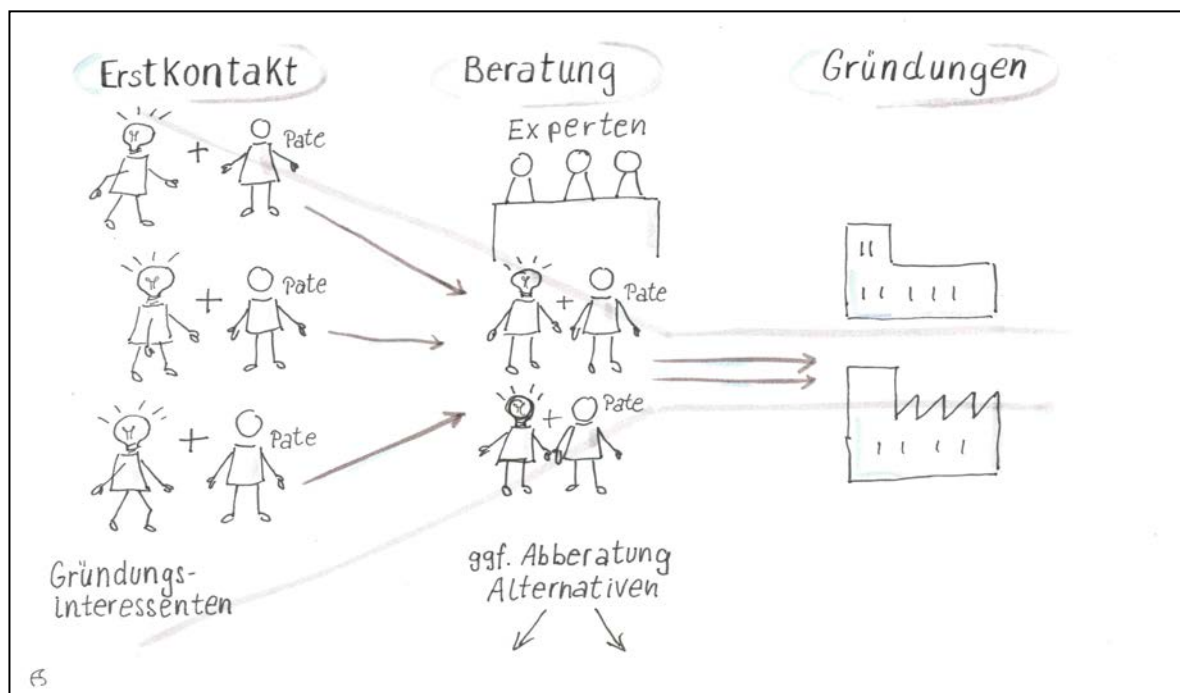 Erstkontakt
Pate
Pate
Pate
Gründungs-
interessenten
Beratung
Experten
Pate
Pate
ggf. Abberatung
Alternativen
Gründungen